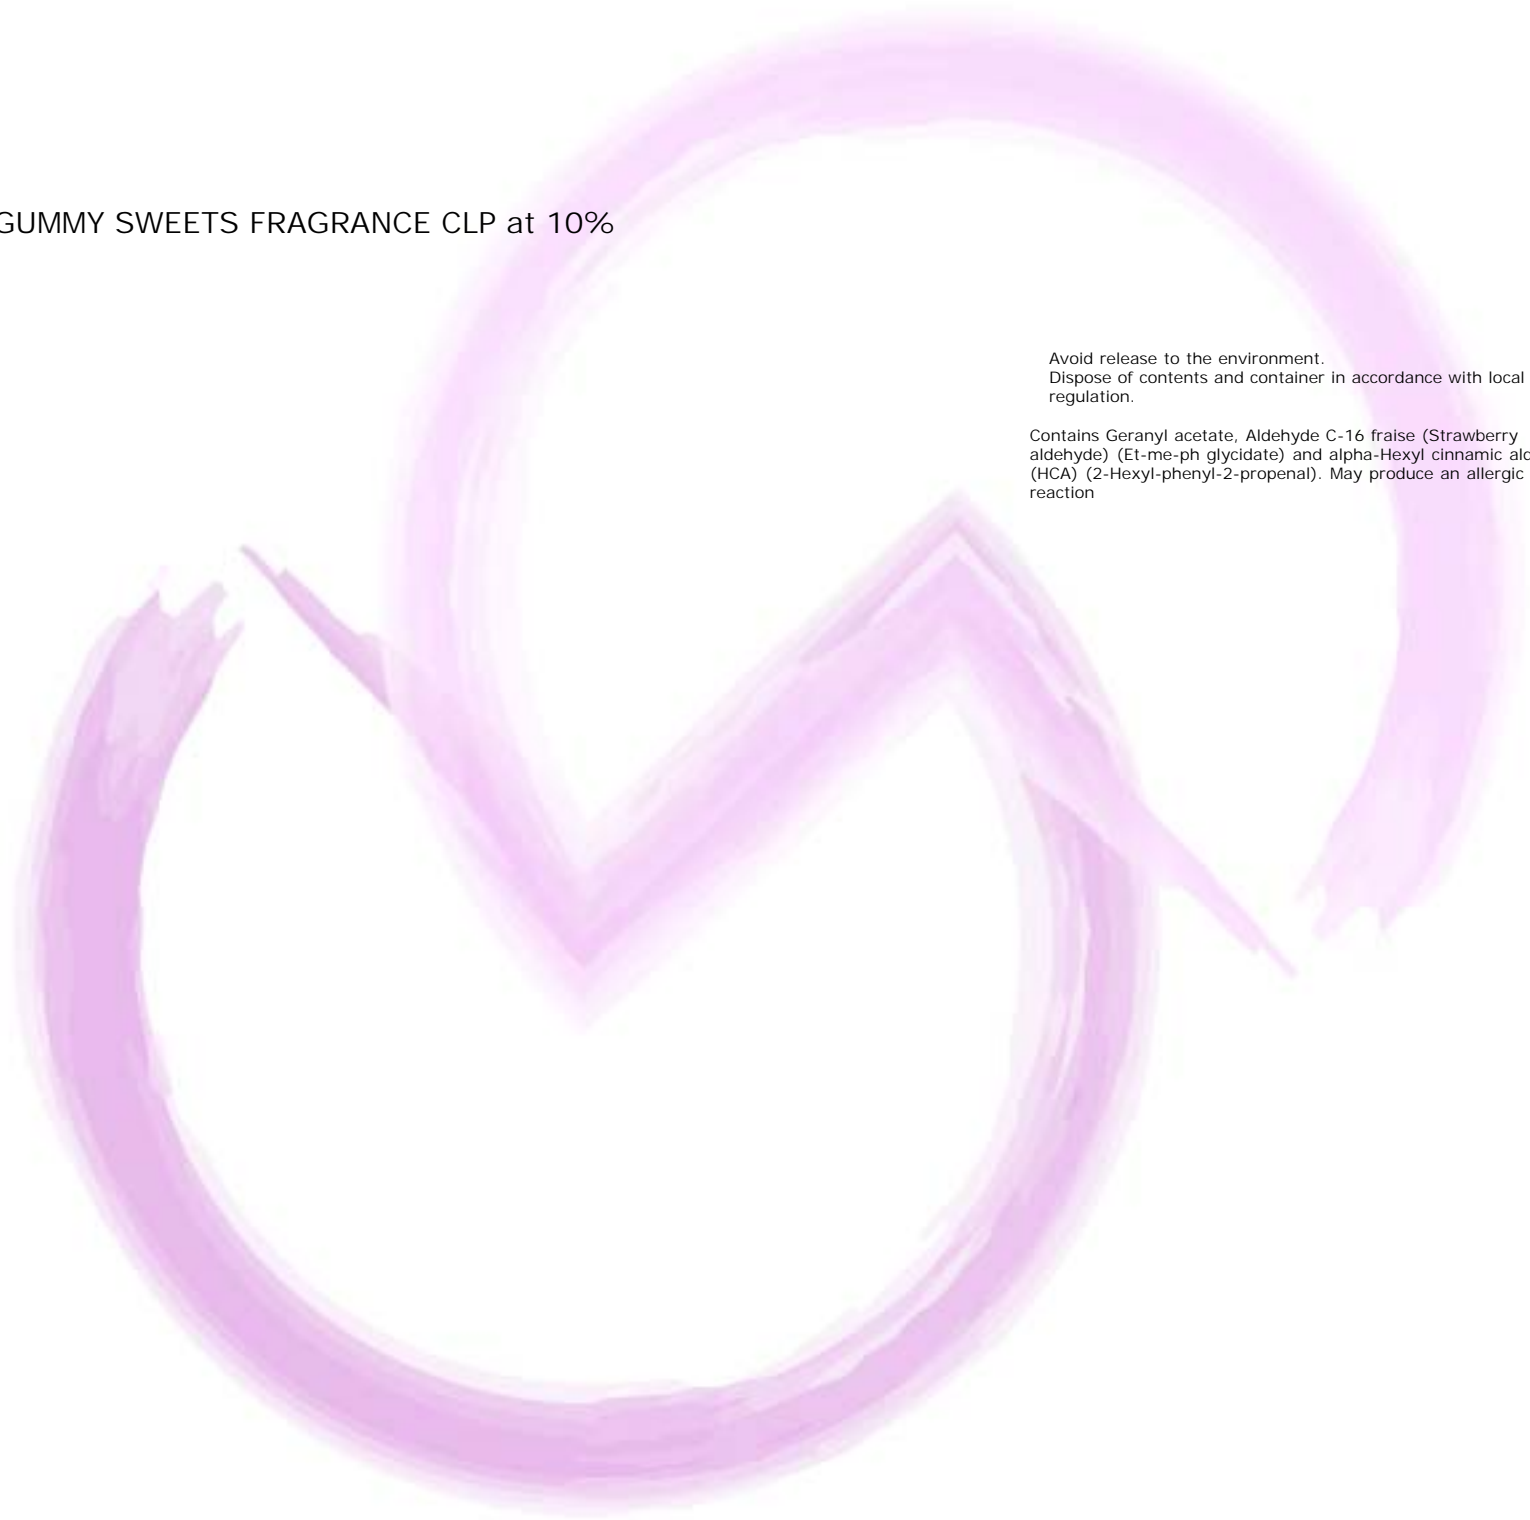 GUMMY SWEETS FRAGRANCE CLP at 10%
Avoid release to the environment.
Dispose of contents and container in accordance with local
regulation.
Contains Geranyl acetate, Aldehyde C-16 fraise (Strawberry
aldehyde) (Et-me-ph glycidate) and alpha-Hexyl cinnamic
(HCA) (2-Hexyl-phenyl-2-propenal). May produce an allergic
reaction